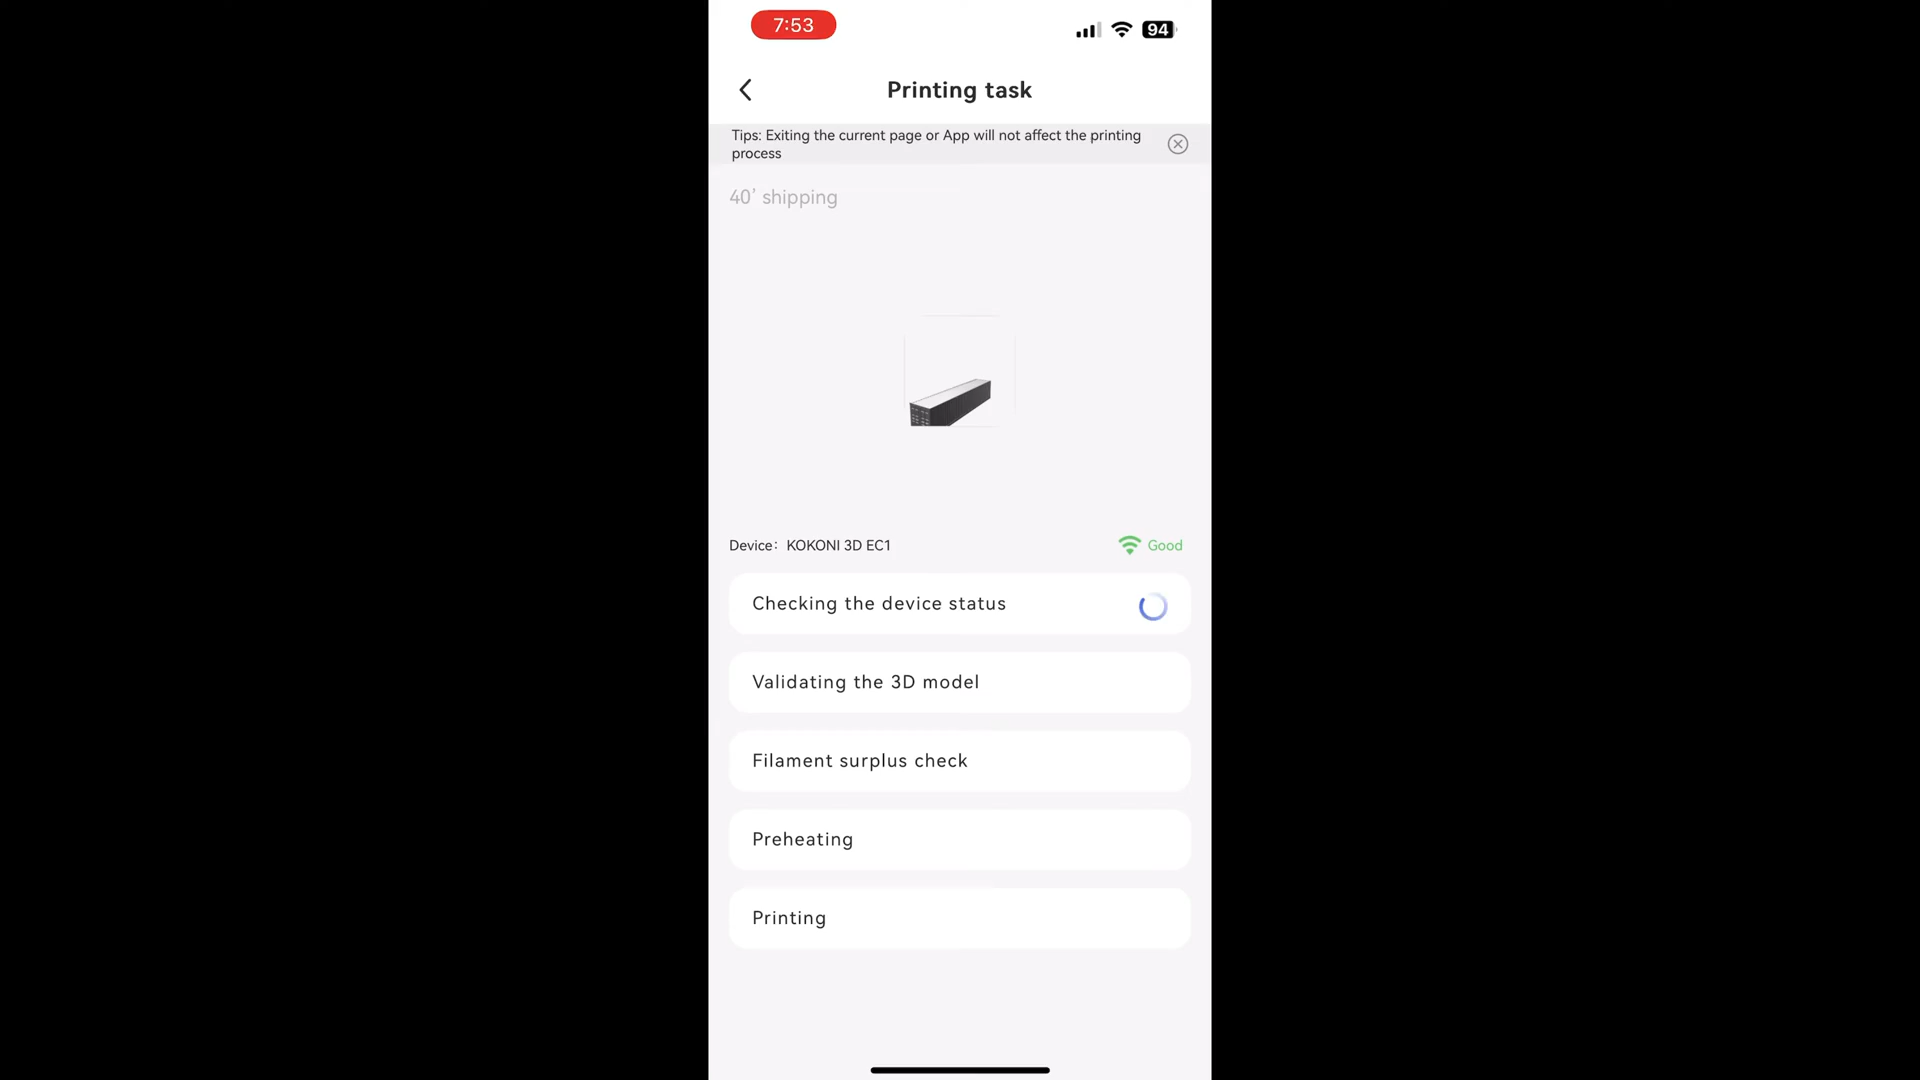 7:53
94
Printing task
Tips: Exiting the current page or App will not affect the printing
process
40’ shipping
Device: KOKONI 3D EC1
Good
Checking the device status
Validating the 3D model
Filament surplus check
Preheating
Printing